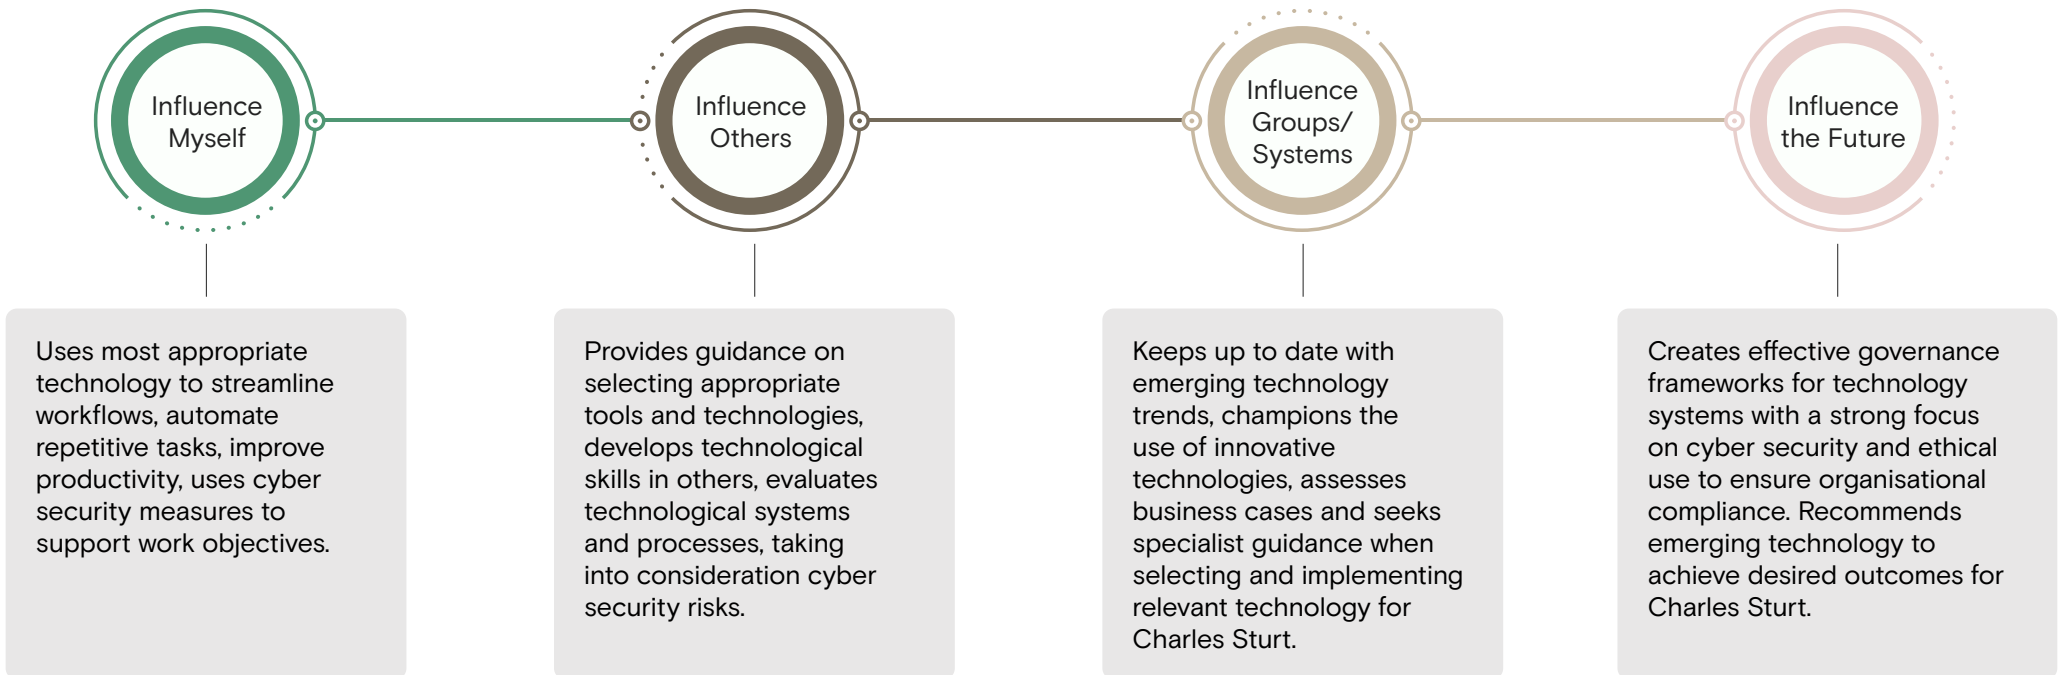 Influence
Myself
Influence
Others
Influence
Groups/
Systems
Influence
the Future
Uses most appropriate
technology to streamline
workflows, automate
repetitive tasks, improve
productivity, uses cyber
security measures to
support work objectives.
Provides guidance on
selecting appropriate
tools and technologies,
develops technological
skills in others, evaluates
technological systems
and processes, taking
into consideration cyber
security risks.
Keeps up to date with
emerging technology
trends, champions the
use of innovative
technologies, assesses
business cases and seeks
specialist guidance when
selecting and implementing
relevant technology for
Charles Sturt.
Creates effective governance
frameworks for technology
systems with a strong focus
on cyber security and ethical
use to ensure organisational
compliance. Recommends
emerging technology to
achieve desired outcomes for
Charles Sturt.